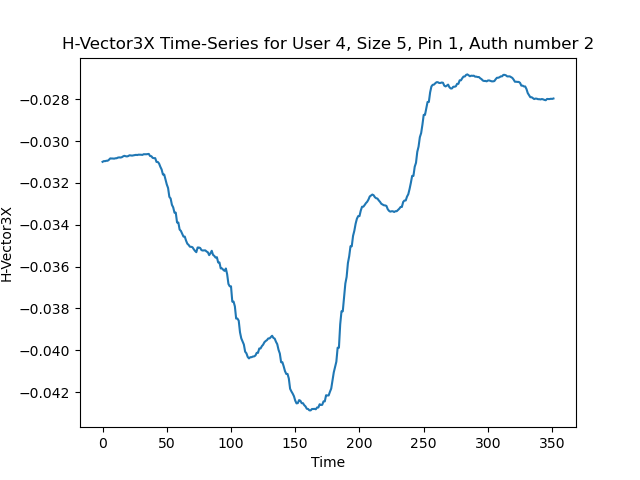 H-Vector3X Time-Series for User 4, Size 5, Pin 1, Auth number 2
H-Vector3X
−0.028
−0.030
−0.032
−0.034
−0.036
−0.038
−0.040
−0.042
0 50 100 150 200 250 300 350
Time